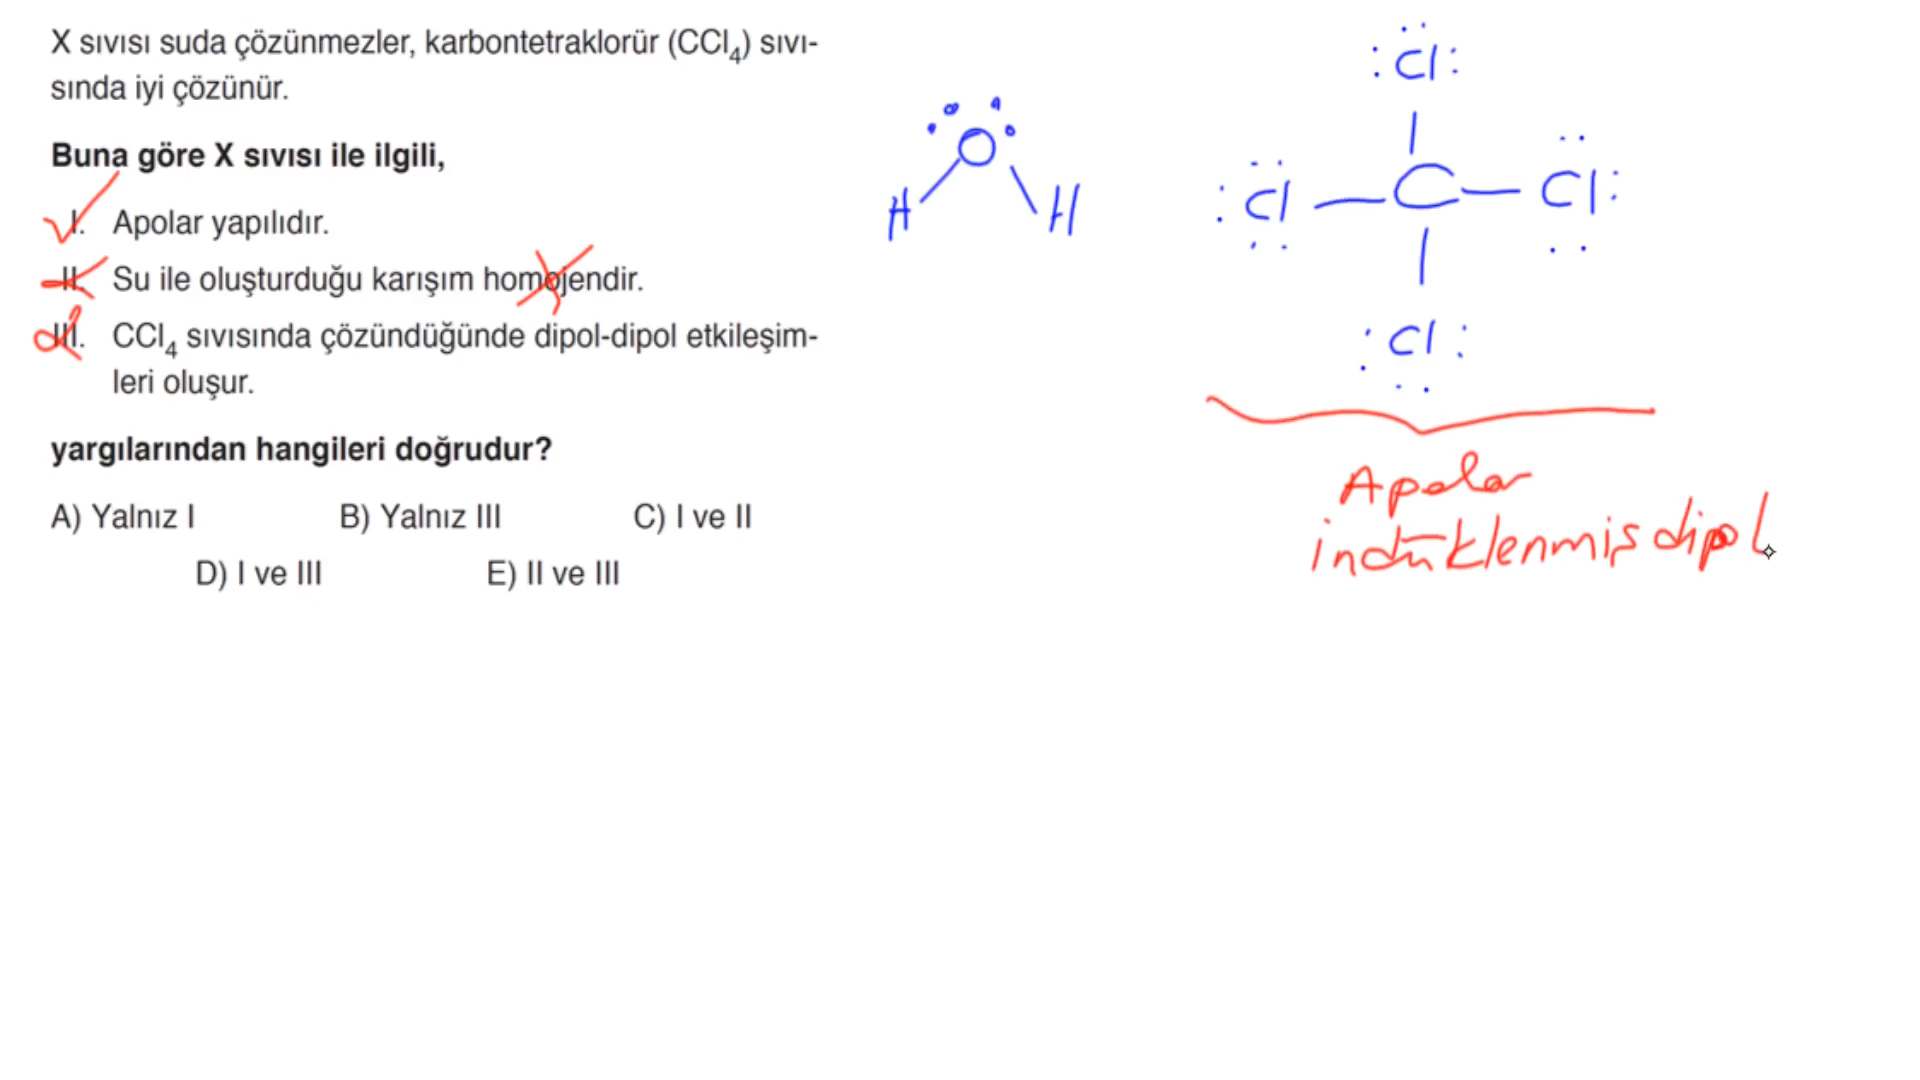 X sıvısı suda çözünmezler, karbontetraklorür (CCl₄) sıvı-
sında iyi çözünür.
Buna göre X sıvısı ile ilgili,
I. Apolar yapılıdır.
II. Su ile oluşturduğu karışım homojendir.
III. CCl₄ sıvısında çözündüğünde dipol-dipol etkileşim-
leri oluşur.
yargılarından hangileri doğrudur?
A) Yalnız I B) Yalnız III C) I ve II
D) I ve III E) II ve III
O
H H
Cl
Cl C Cl
Cl
Apolar
indüklenmiş dipol